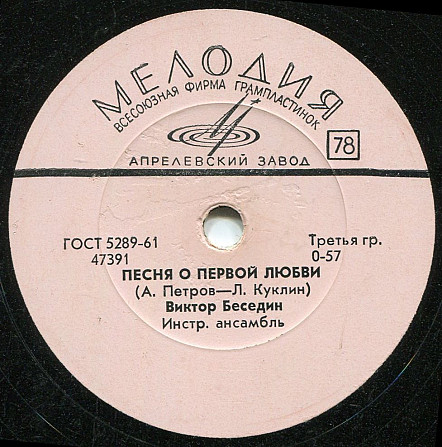 МЕЛОДИЯ
ВСЕСОЮЗНАЯ ФИРМА ГРАМПЛАСТИНОК
78
АПРЕЛЕВСКИЙ ЗАВОД
ГОСТ 5289-61
47391
Третья гр.
0-57
ПЕСНЯ О ПЕРВОЙ ЛЮБВИ
(А. Петров—Л. Куклин)
Виктор Беседин
Инстр. ансамбль